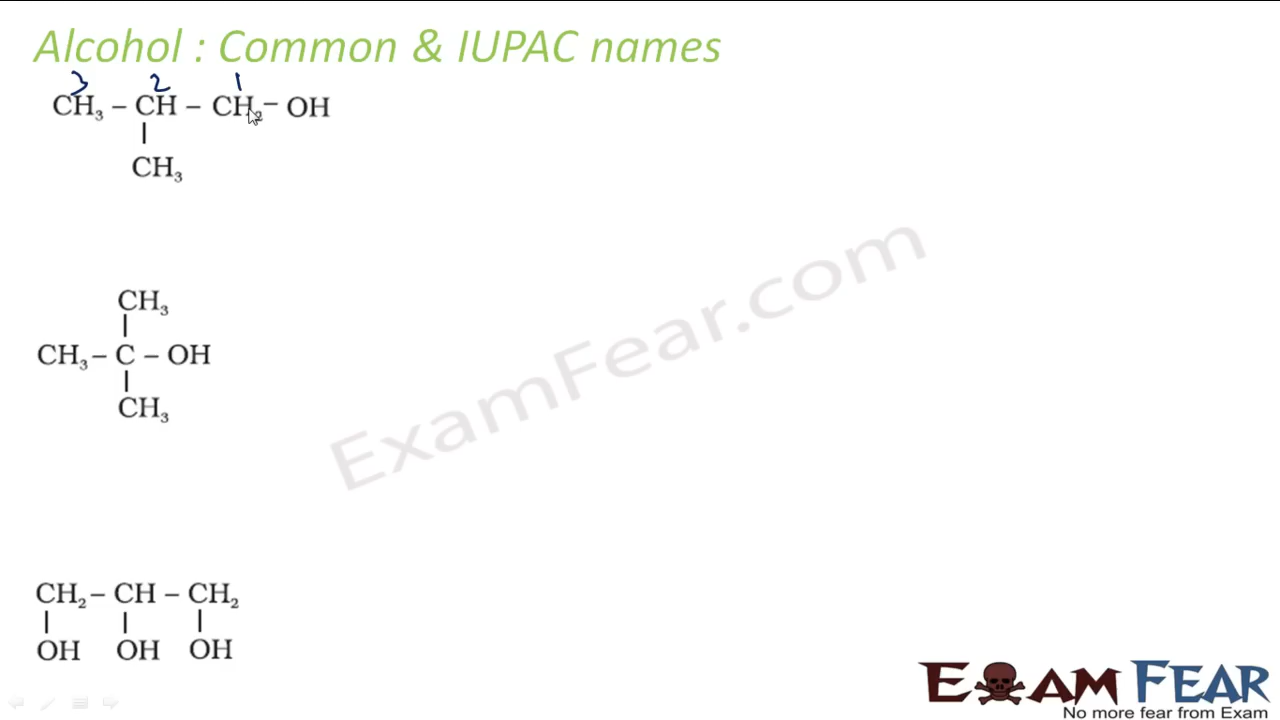 Alcohol : Common & IUPAC names
3 2 1
CH₃ – CH – CH₂ – OH
|
CH₃
CH₃
|
CH₃ – C – OH
|
CH₃
CH₂ – CH – CH₂
| | |
OH OH OH
ExamFear.com
EXAM FEAR
No more fear from Exam